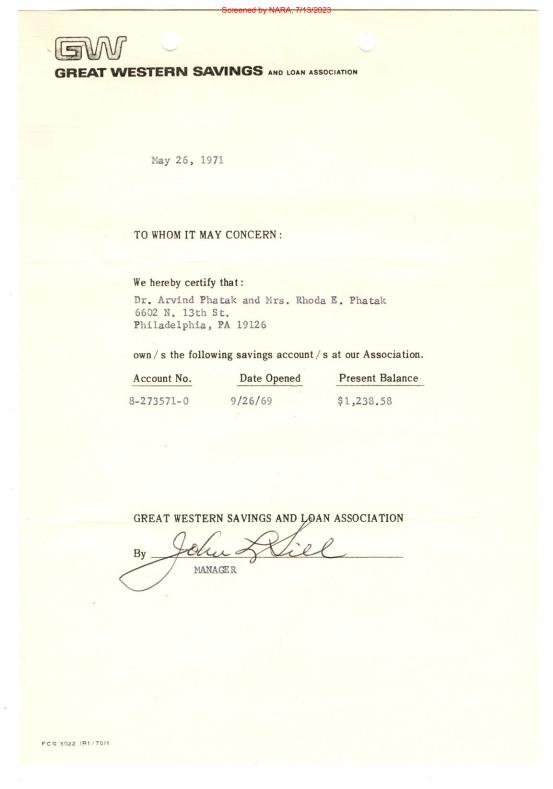 Screened by NARA, 7/13/2023
GW
GREAT WESTERN SAVINGS AND LOAN ASSOCIATION
May 26, 1971
TO WHOM IT MAY CONCERN:
We hereby certify that:
Dr. Arvind Phatak and Mrs. Rhoda E. Phatak
6602 N. 13th St.
Philadelphia, PA 19126
own/s the following savings account/s at our Association.
Account No. Date Opened Present Balance
8-273571-0 9/26/69 $1,238.58
GREAT WESTERN SAVINGS AND LOAN ASSOCIATION
By John L Sill
MANAGER
FCG 3022 (R1/70)1